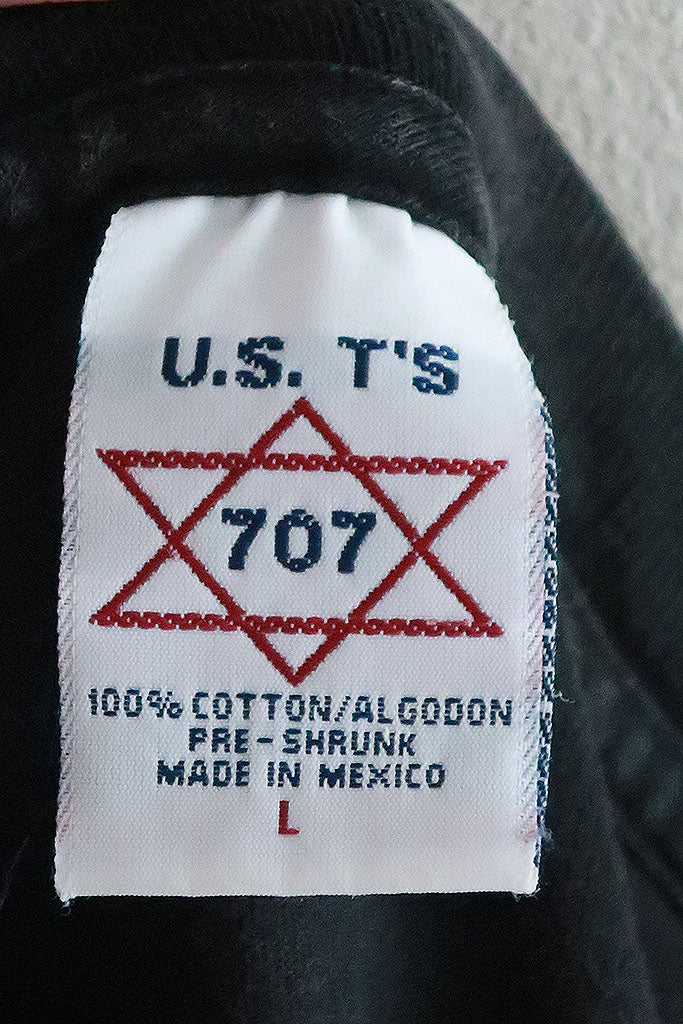 U.S. T'S
707
100% COTTON/ALGODON
PRE-SHRUNK
MADE IN MEXICO
L